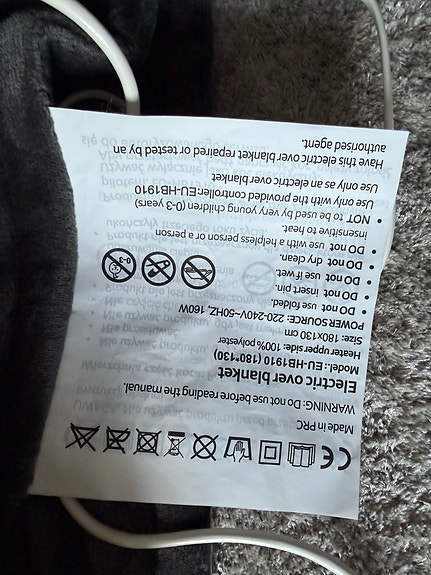 CE
Made in PRC
WARNING: Do not use before reading the manual.
Electric over blanket
Model.: EU-HB1910 (180*130)
Heater upper side: 100% polyester
Size: 180x130 cm
POWER SOURCE: 220-240V~50HZ 160W
• DO NOT use folded.
• DO NOT insert pin.
• DO NOT use if wet.
• DO NOT dry clean.
• DO NOT use with a helpless or a person
insensitive to heat.
• NOT to be used by very young children (0-3 years)
Use only with the provide controller:EU-HB1910
Use only as an electric over blanket
Have this electric over blanket repaired or tested by an
authorised agent.
0-3